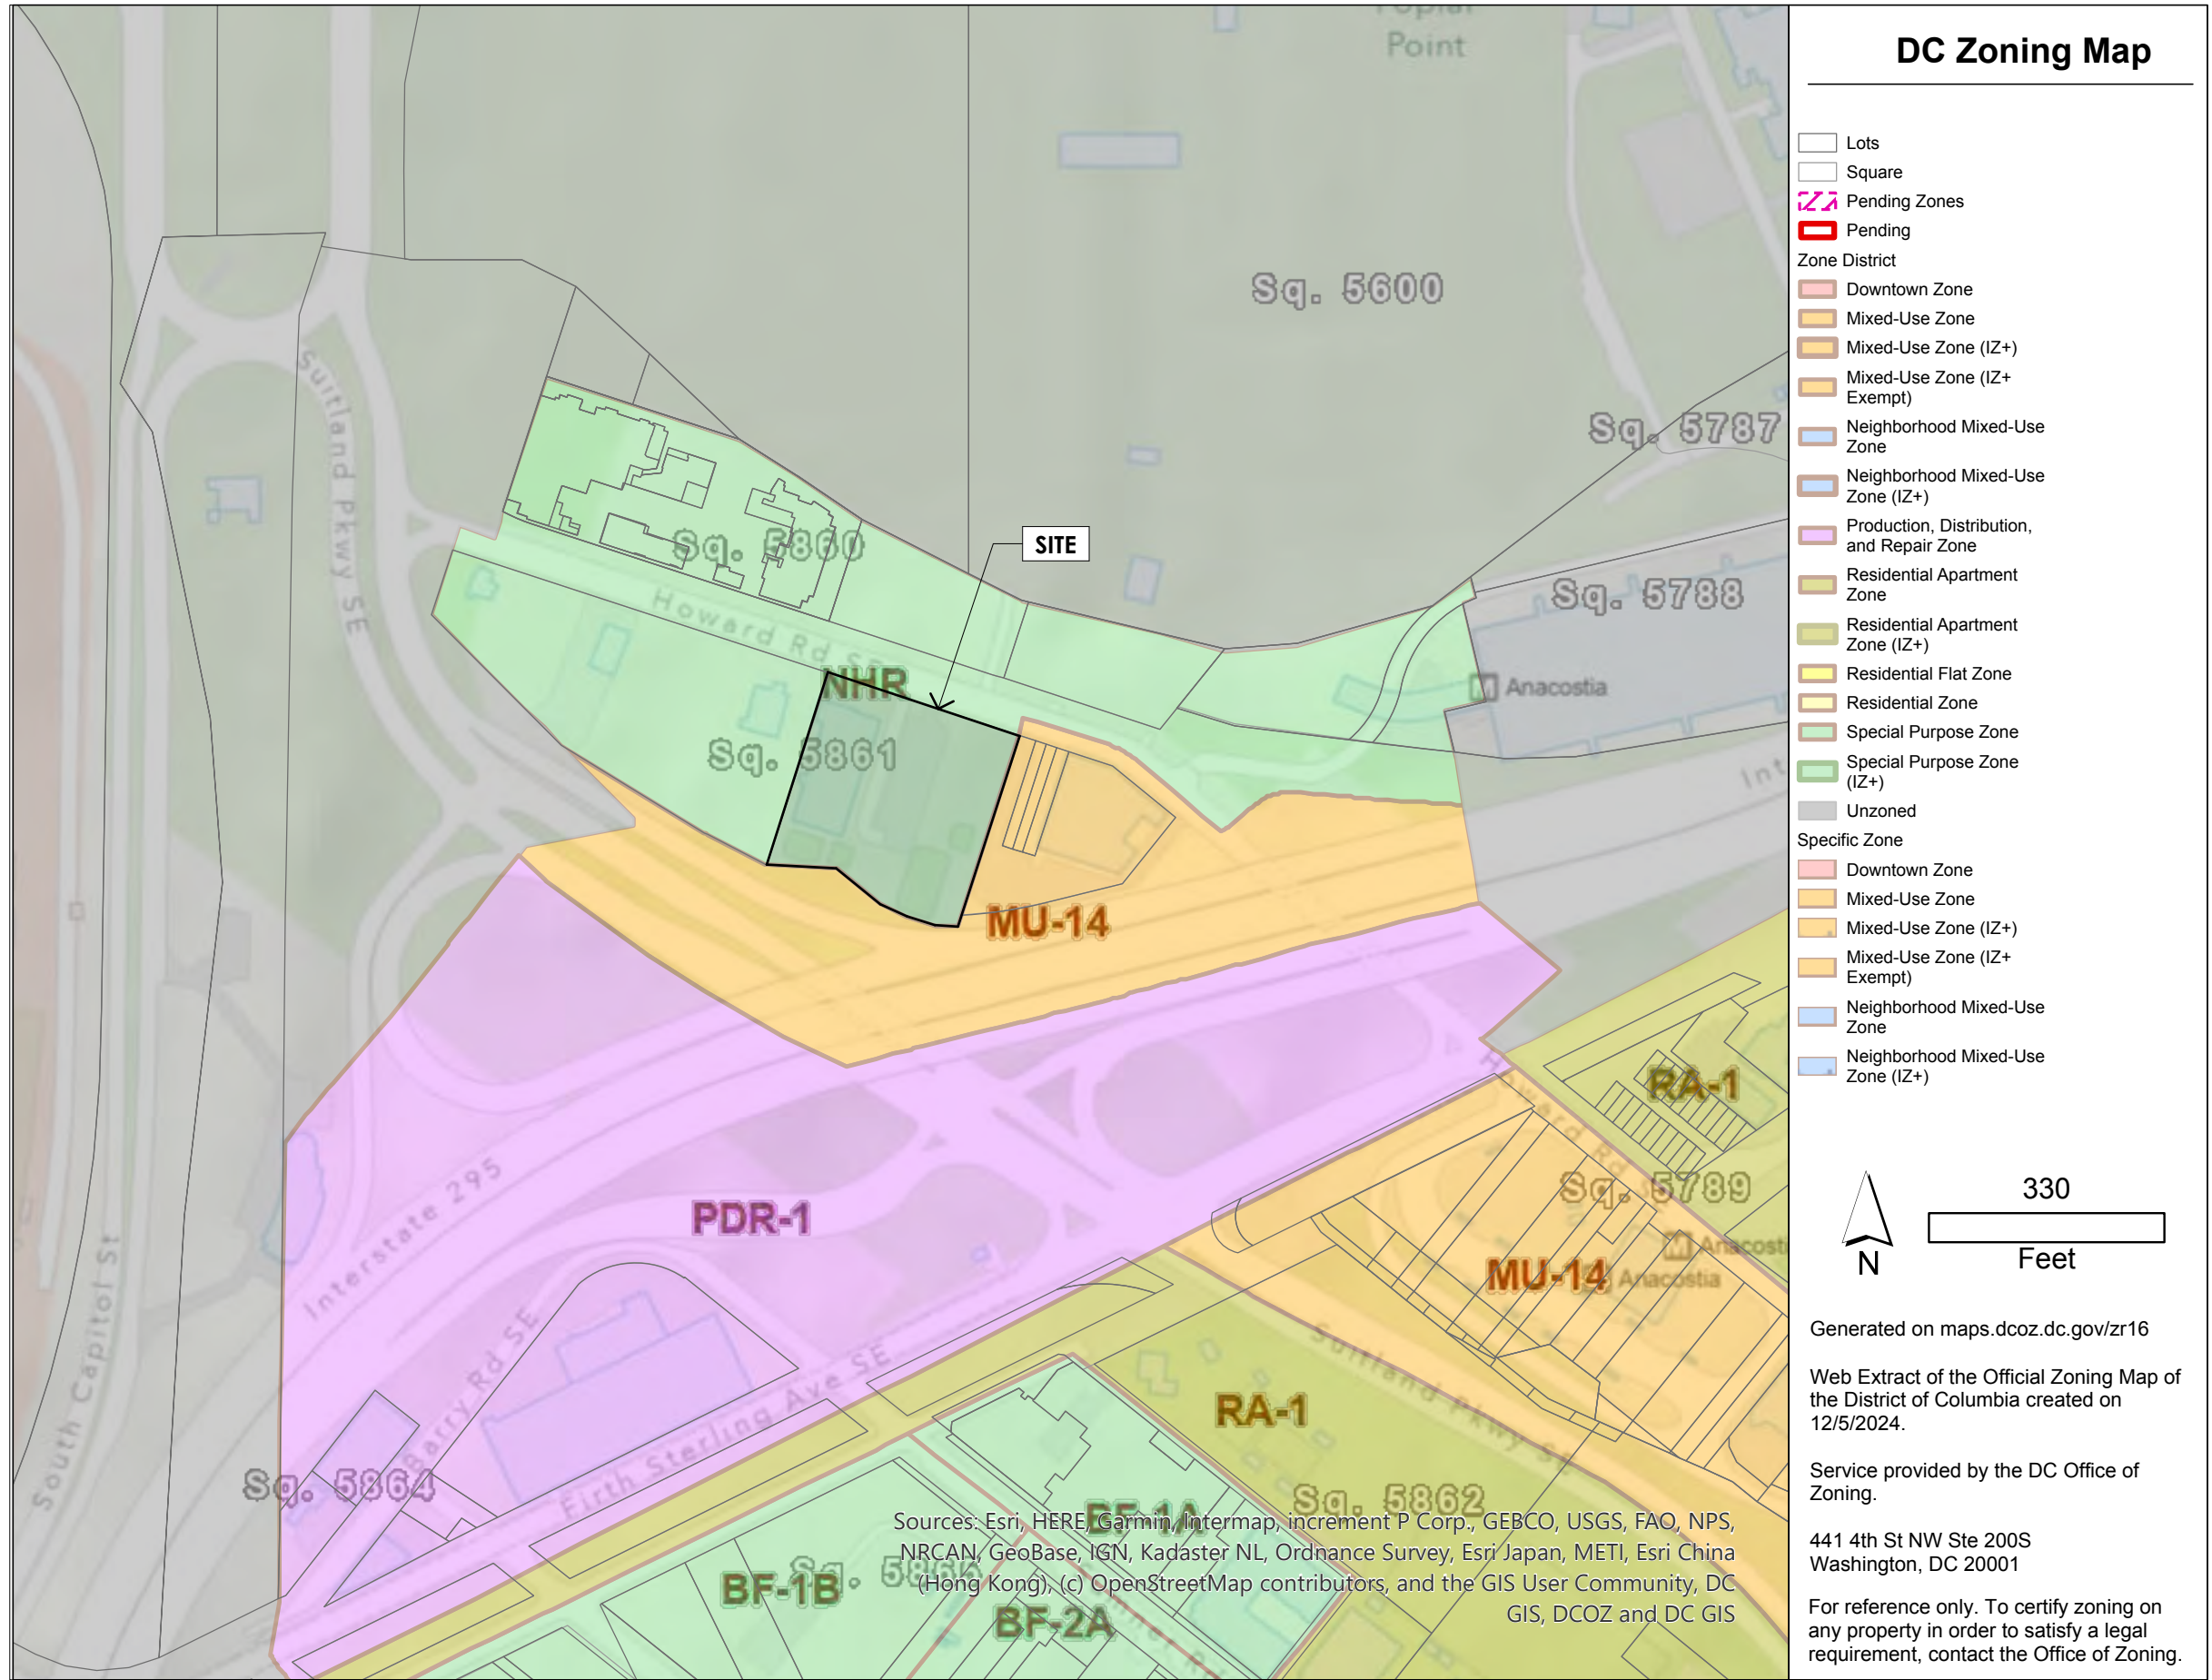 DC Zoning Map
Lots
Square
Pending Zones
Pending
Zone District
Downtown Zone
Mixed-Use Zone
Mixed-Use Zone (IZ+)
Mixed-Use Zone (IZ+
Exempt)
Neighborhood Mixed-Use
Zone
Neighborhood Mixed-Use
Zone (IZ+)
Production, Distribution,
and Repair Zone
Residential Apartment
Zone
Residential Apartment
Zone (IZ+)
Residential Flat Zone
Residential Zone
Special Purpose Zone
Special Purpose Zone
(IZ+)
Unzoned
Specific Zone
Downtown Zone
Mixed-Use Zone
Mixed-Use Zone (IZ+)
Mixed-Use Zone (IZ+
Exempt)
Neighborhood Mixed-Use
Zone
Neighborhood Mixed-Use
Zone (IZ+)
N
330
Feet
Generated on maps.dcoz.dc.gov/zr16
Web Extract of the Official Zoning Map of
the District of Columbia created on
12/5/2024.
Service provided by the DC Office of
Zoning.
441 4th St NW Ste 200S
Washington, DC 20001
For reference only. To certify zoning on
any property in order to satisfy a legal
requirement, contact the Office of Zoning.
Poplar
Point
Sq. 5600
Sq. 5787
Suitland Pkwy SE
Sq. 5860
SITE
Sq. 5788
Howard Rd SE
NHR
M Anacostia
Sq. 5861
Int
MU-14
RA-1
Howard Rd
Sq. 5789
PDR-1
Interstate 295
M Anacosti
MU-14
Anacostia
South Capitol St
Barry Rd SE
Suitland Pkwy SE
Firth Sterling Ave SE
RA-1
Sq. 5864
Sq. 5862
BF-1A
BF-1B
BF-2A
Sources: Esri, HERE, Garmin, Intermap, increment P Corp., GEBCO, USGS, FAO, NPS,
NRCAN, GeoBase, IGN, Kadaster NL, Ordnance Survey, Esri Japan, METI, Esri China
(Hong Kong), (c) OpenStreetMap contributors, and the GIS User Community, DC
GIS, DCOZ and DC GIS